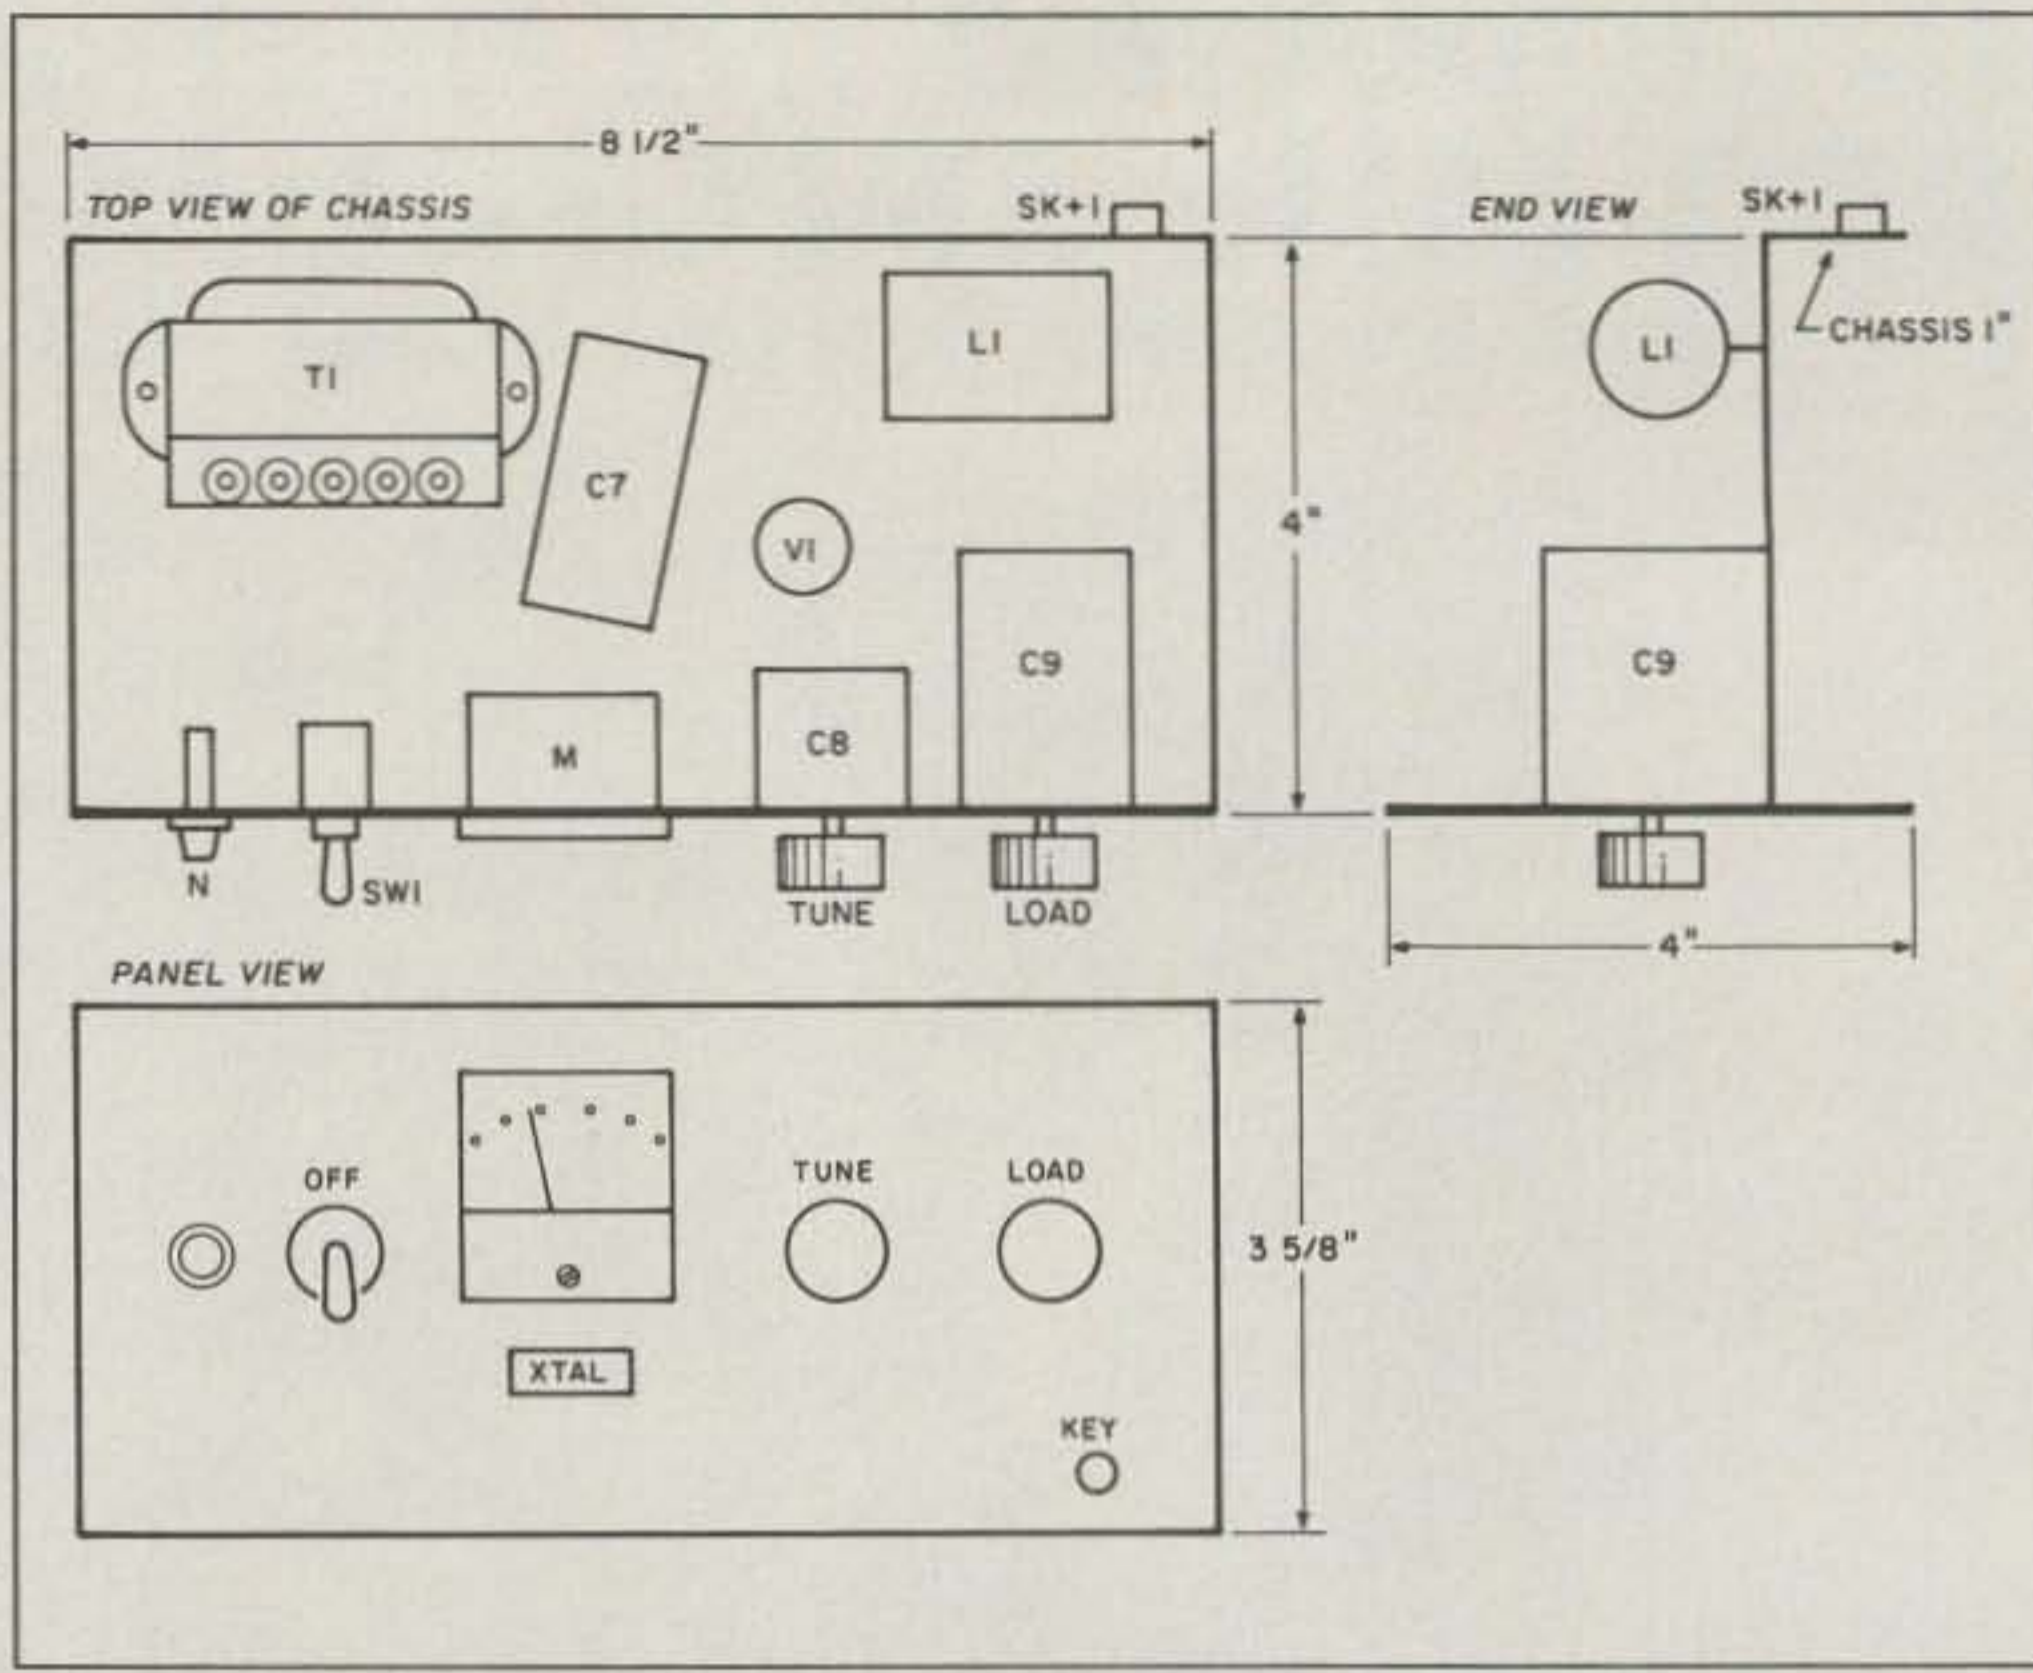 8 1/2"
TOP VIEW OF CHASSIS
SK+1
END VIEW
SK+1
T1
L1
L1
CHASSIS 1"
C7
V1
4"
C9
C9
M
C8
N
SW1
TUNE
LOAD
4"
PANEL VIEW
OFF
TUNE
LOAD
3 5/8"
XTAL
KEY